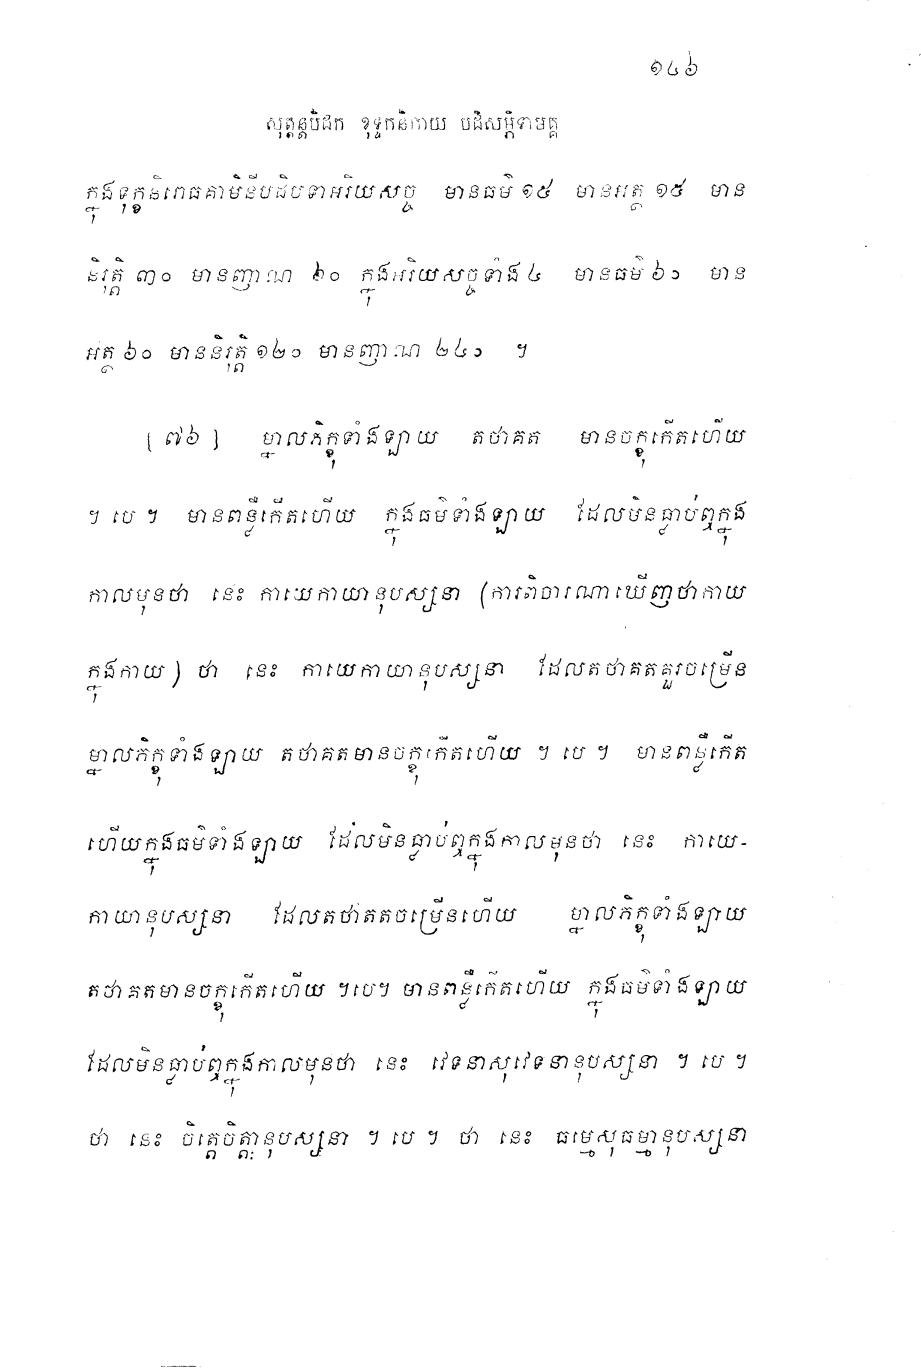 ១៤៦
សុត្តន្តបិដក ខុទ្ទកនិកាយ បដិសម្ភិទាមគ្គ
ក្នុងទុក្ខនិរោធគាមិនីបដិបទាអរិយសច្ច មានធម៌ ១៥ មានអត្ថ ១៥ មាន
និរុត្តិ ៣០ មានញាណ ៦០ ក្នុងអរិយសច្ចទាំង ៤ មានធម៌ ៦០ មាន
អត្ថ ៦០ មាននិរុត្តិ ១២០ មានញាណ ២៤០ ។
[៧៦] ម្នាលភិក្ខុទាំងឡាយ តថាគត មានចក្ខុកើតហើយ
។ បេ ។ មានពន្លឺកើតហើយ ក្នុងធម៌ទាំងឡាយ ដែលមិនធ្លាប់ឮក្នុង
កាលមុនថា នេះ កាយេកាយានុបស្សនា (ការពិចារណាឃើញថាកាយ
ក្នុងកាយ) ថា នេះ កាយេកាយានុបស្សនា ដែលតថាគតគួរចម្រើន
ម្នាលភិក្ខុទាំងឡាយ តថាគតមានចក្ខុកើតហើយ ។ បេ ។ មានពន្លឺកើត
ហើយក្នុងធម៌ទាំងឡាយ ដែលមិនធ្លាប់ឮក្នុងកាលមុនថា នេះ កាយេ-
កាយានុបស្សនា ដែលតថាគតចម្រើនហើយ ម្នាលភិក្ខុទាំងឡាយ
តថាគតមានចក្ខុកើតហើយ ។បេ។ មានពន្លឺកើតហើយ ក្នុងធម៌ទាំងឡាយ
ដែលមិនធ្លាប់ឮក្នុងកាលមុនថា នេះ វេទនាសុវេទនានុបស្សនា ។ បេ ។
ថា នេះ ចិត្តេចិត្តានុបស្សនា ។ បេ ។ ថា នេះ ធម្មេសុធម្មានុបស្សនា